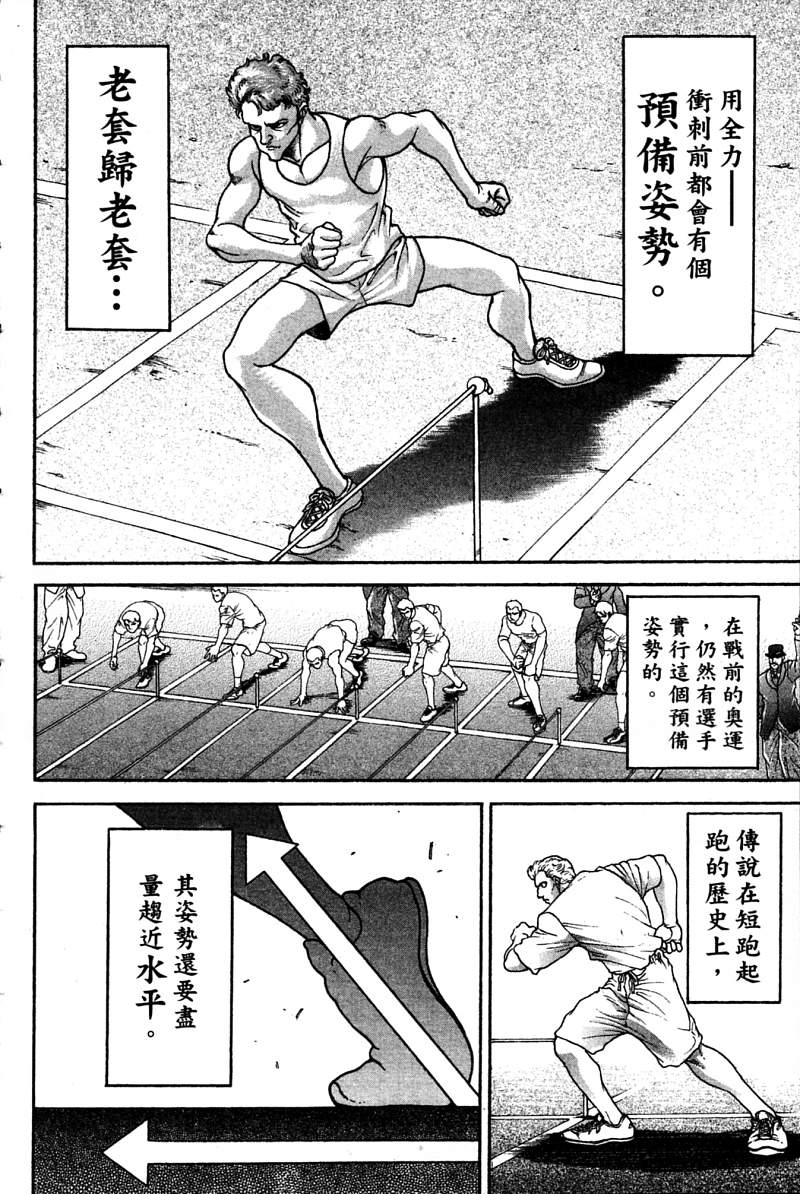 用全力——
衝刺前都會有個
預備姿勢。
老套歸老套…
在戰前的奧運
，仍然有選手
實行這個預備
姿勢的。
傳說在短跑起
跑的歷史上，
其姿勢還要盡
量趨近水平。